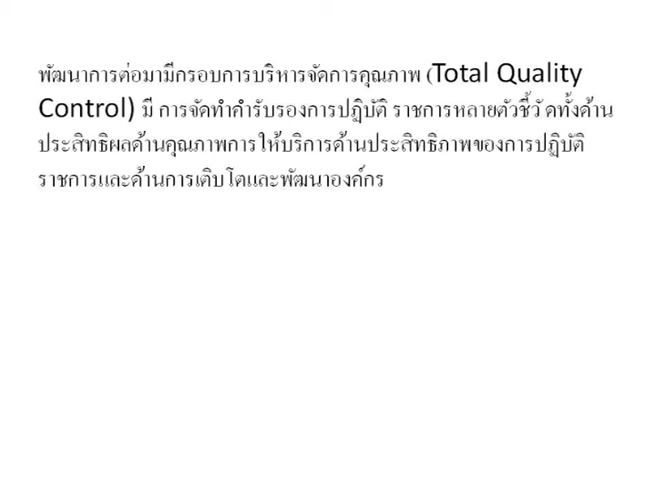 พัฒนาการต่อมามีกรอบการบริหารจัดการคุณภาพ (Total Quality
Control) มี การจัดทำคำรับรองการปฏิบัติ ราชการหลายตัวชี้วั ดทั้งด้าน
ประสิทธิผลด้านคุณภาพการให้บริการด้านประสิทธิภาพของการปฏิบัติ
ราชการและด้านการเติบโตและพัฒนาองค์กร